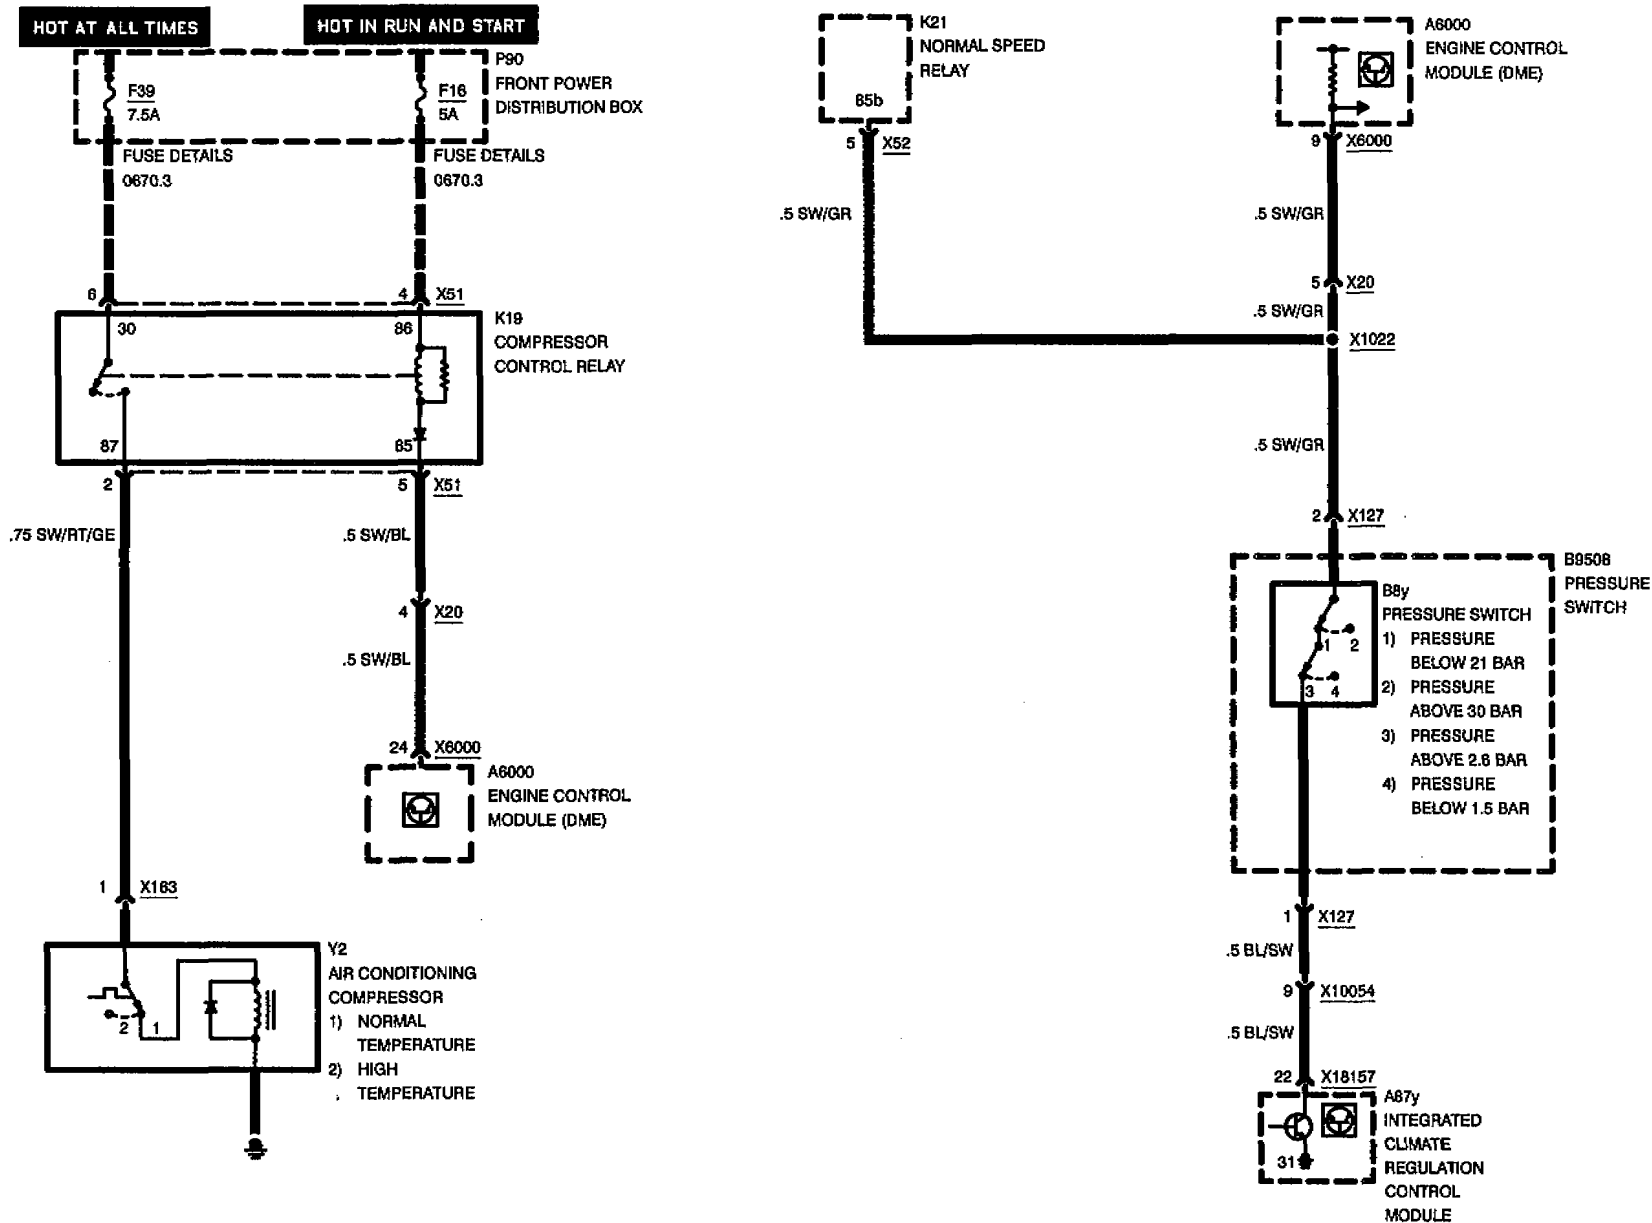 HOT AT ALL TIMES
HOT IN RUN AND START
P90
FRONT POWER
DISTRIBUTION BOX
F39
7.5A
F16
5A
FUSE DETAILS
0670.3
FUSE DETAILS
0670.3
6
4
X51
30
86
K19
COMPRESSOR
CONTROL RELAY
87
85
2
5
X51
.75 SW/RT/GE
.5 SW/BL
4
X20
.5 SW/BL
24
X6000
A6000
ENGINE CONTROL
MODULE (DME)
1
X163
Y2
AIR CONDITIONING
COMPRESSOR
1) NORMAL
TEMPERATURE
2) HIGH
TEMPERATURE
2
1
K21
NORMAL SPEED
RELAY
85b
5
X52
.5 SW/GR
A6000
ENGINE CONTROL
MODULE (DME)
9
X6000
.5 SW/GR
5
X20
.5 SW/GR
X1022
.5 SW/GR
2
X127
B9508
PRESSURE
SWITCH
B8y
PRESSURE SWITCH
1) PRESSURE
BELOW 21 BAR
2) PRESSURE
ABOVE 30 BAR
3) PRESSURE
ABOVE 2.6 BAR
4) PRESSURE
BELOW 1.5 BAR
1
2
3
4
1
X127
.5 BL/SW
9
X10054
.5 BL/SW
22
X18157
A67y
INTEGRATED
CLIMATE
REGULATION
CONTROL
MODULE
31